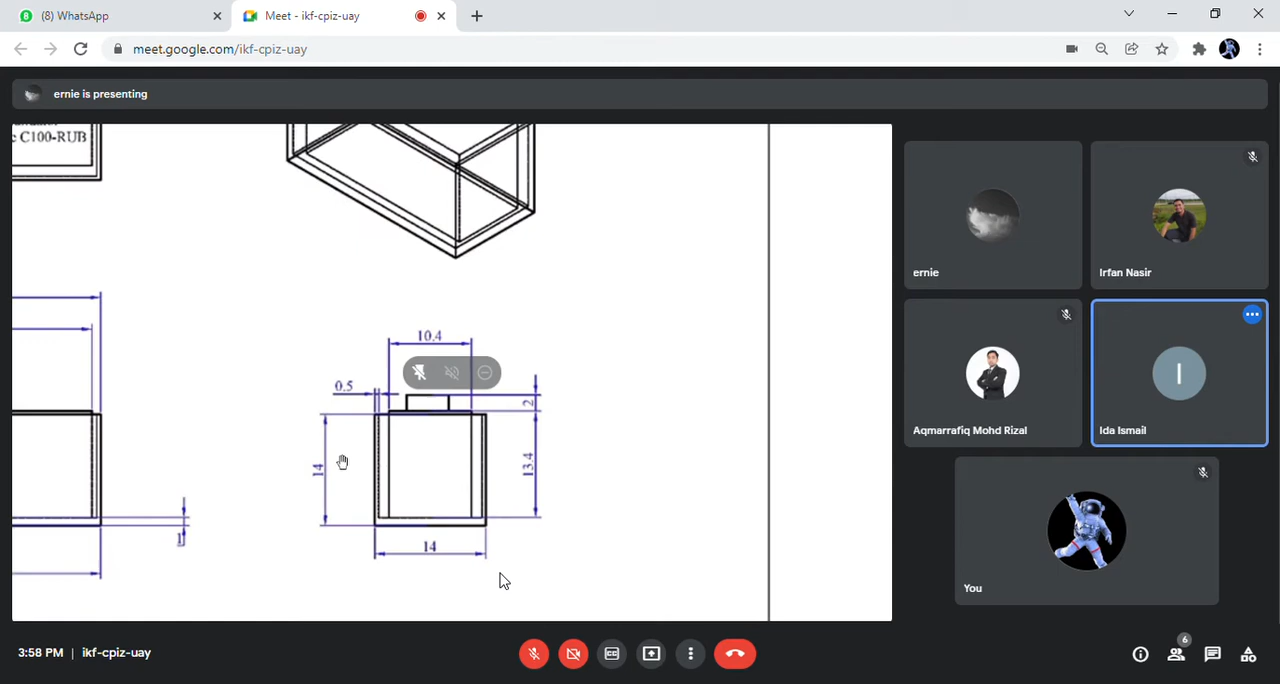 8
(8) WhatsApp
Meet - ikf-cpiz-uay
meet.google.com/ikf-cpiz-uay
ernie is presenting
C100-RUB
10.4
0.5
2
14
13.4
1
14
ernie
Irfan Nasir
Aqmarrafiq Mohd Rizal
I
Ida Ismail
You
3:58 PM | ikf-cpiz-uay
CC
6